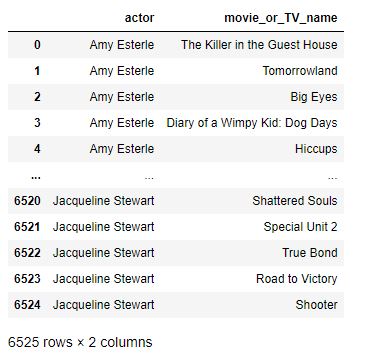 actor movie_or_TV_name
0 Amy Esterle The Killer in the Guest House
1 Amy Esterle Tomorrowland
2 Amy Esterle Big Eyes
3 Amy Esterle Diary of a Wimpy Kid: Dog Days
4 Amy Esterle Hiccups
... ... ...
6520 Jacqueline Stewart Shattered Souls
6521 Jacqueline Stewart Special Unit 2
6522 Jacqueline Stewart True Bond
6523 Jacqueline Stewart Road to Victory
6524 Jacqueline Stewart Shooter
6525 rows × 2 columns